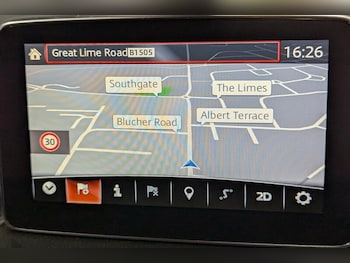 Great Lime Road B1505 16:26
Southgate
The Limes
Blucher Road
Albert Terrace
30
i 2D